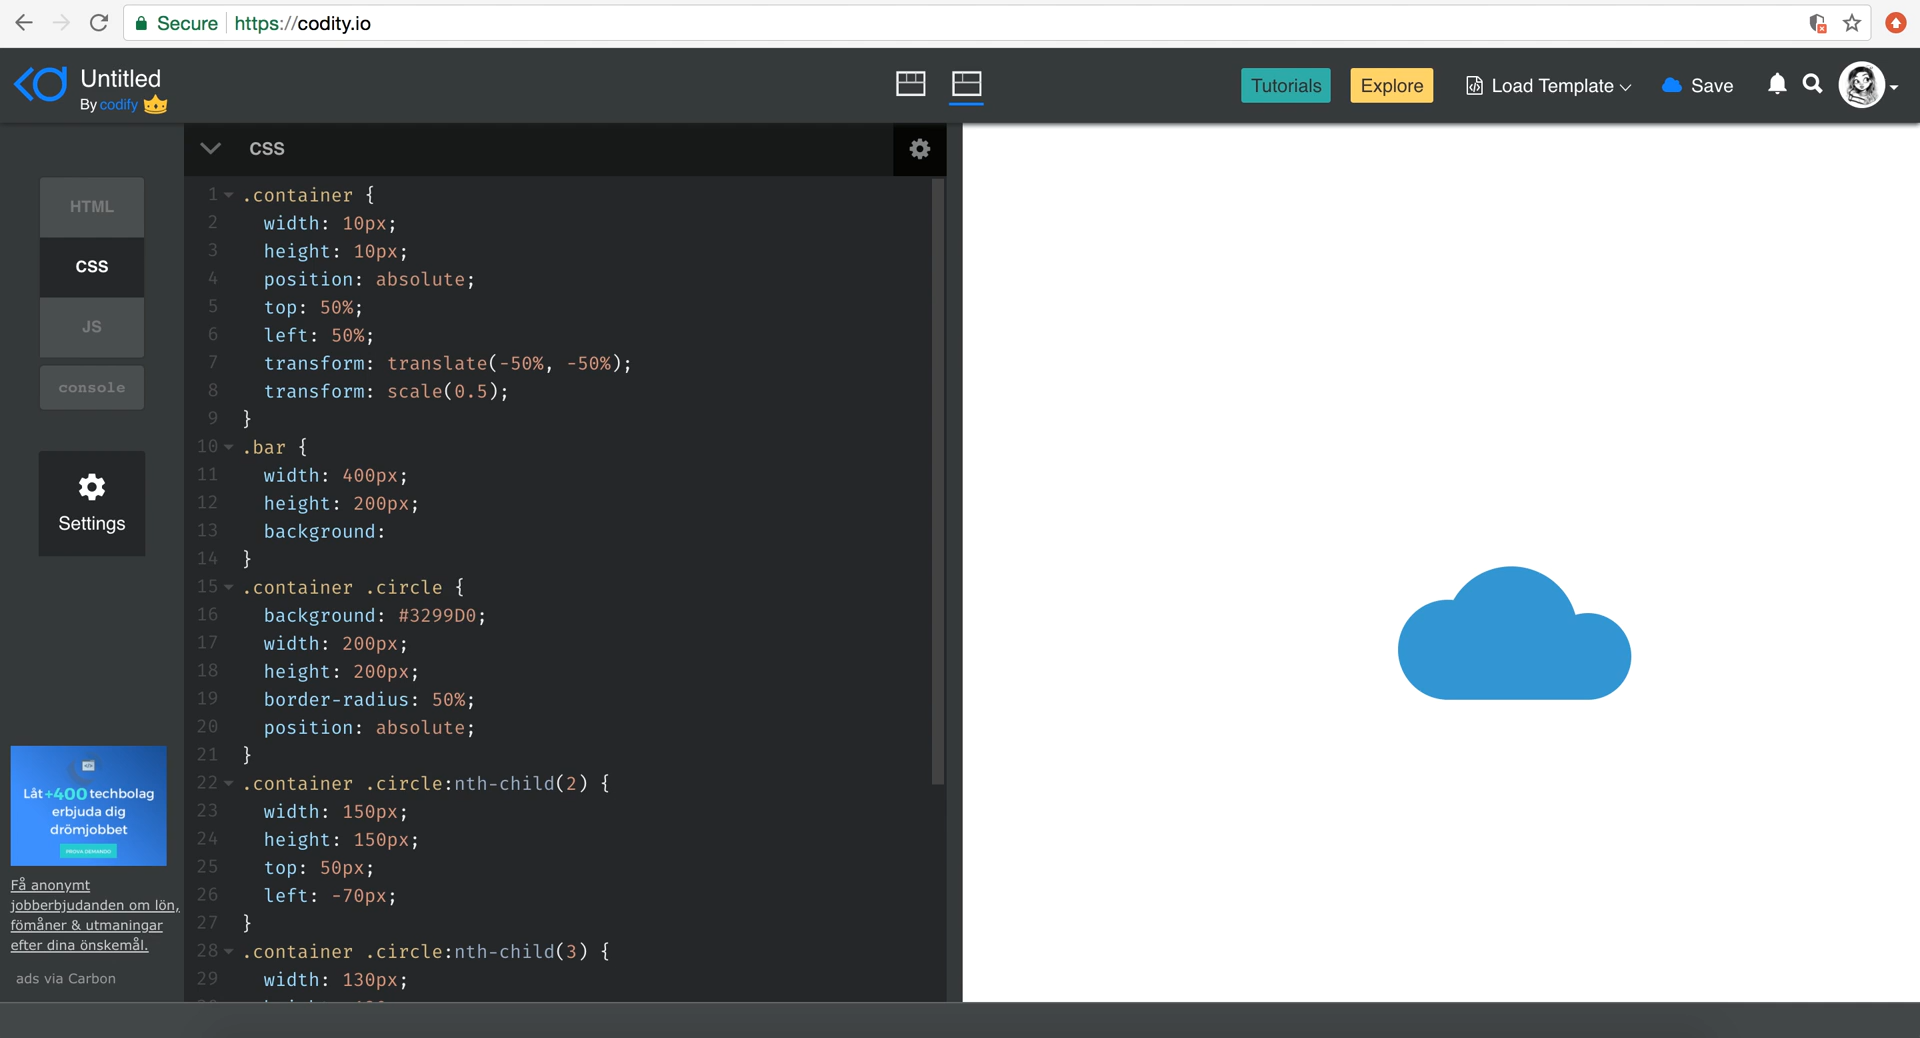 Secure https://codity.io
Untitled
By codify
Tutorials
Explore
Load Template
Save
HTML
CSS
JS
console
Settings
CSS
1 .container {
2 width: 10px;
3 height: 10px;
4 position: absolute;
5 top: 50%;
6 left: 50%;
7 transform: translate(-50%, -50%);
8 transform: scale(0.5);
9 }
10 .bar {
11 width: 400px;
12 height: 200px;
13 background:
14 }
15 .container .circle {
16 background: #3299D0;
17 width: 200px;
18 height: 200px;
19 border-radius: 50%;
20 position: absolute;
21 }
22 .container .circle:nth-child(2) {
23 width: 150px;
24 height: 150px;
25 top: 50px;
26 left: -70px;
27 }
28 .container .circle:nth-child(3) {
29 width: 130px;
Låt +400 techbolag
erbjuda dig
drömjobbet
PROVA DEMANDO
Få anonymt
jobberbjudanden om lön,
fömåner & utmaningar
efter dina önskemål.
ads via Carbon